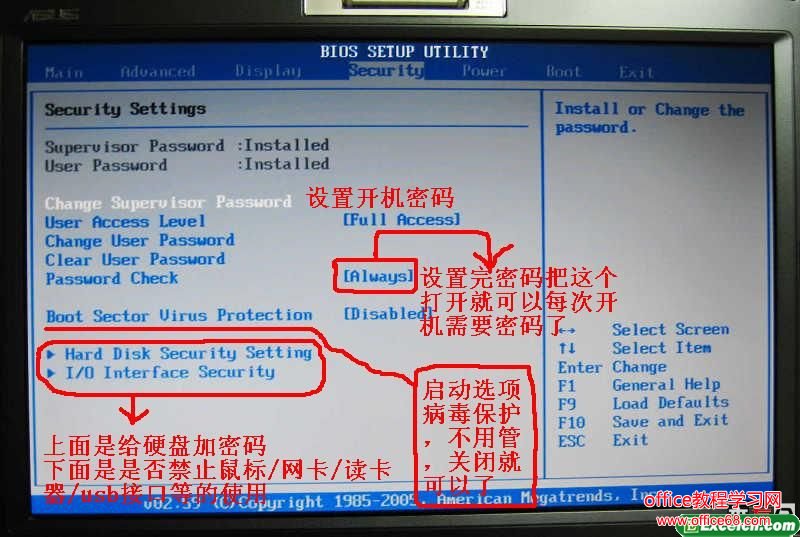 ASUS
BIOS SETUP UTILITY
Main Advanced Display Security Power Boot Exit
Security Settings
Supervisor Password :Installed
User Password :Installed
Change Supervisor Password 设置开机密码
User Access Level [Full Access]
Change User Password
Clear User Password
Password Check [Always]
设置完密码把这个
打开就可以每次开
机需要密码了
Boot Sector Virus Protection [Disabled]
Hard Disk Security Setting
I/O Interface Security
启动选项
病毒保护
,不用管
,关闭就
可以了
上面是给硬盘加密码
下面是是否禁止鼠标/网卡/读卡
器/usb接口等的使用
Install or Change the
password.
↔ Select Screen
↑↓ Select Item
Enter Change
F1 General Help
F9 Load Defaults
F10 Save and Exit
ESC Exit
v02.59 (C)Copyright 1985-2005, American Megatrends, In
office教程学习网
www.office68.com
Excelcn.com